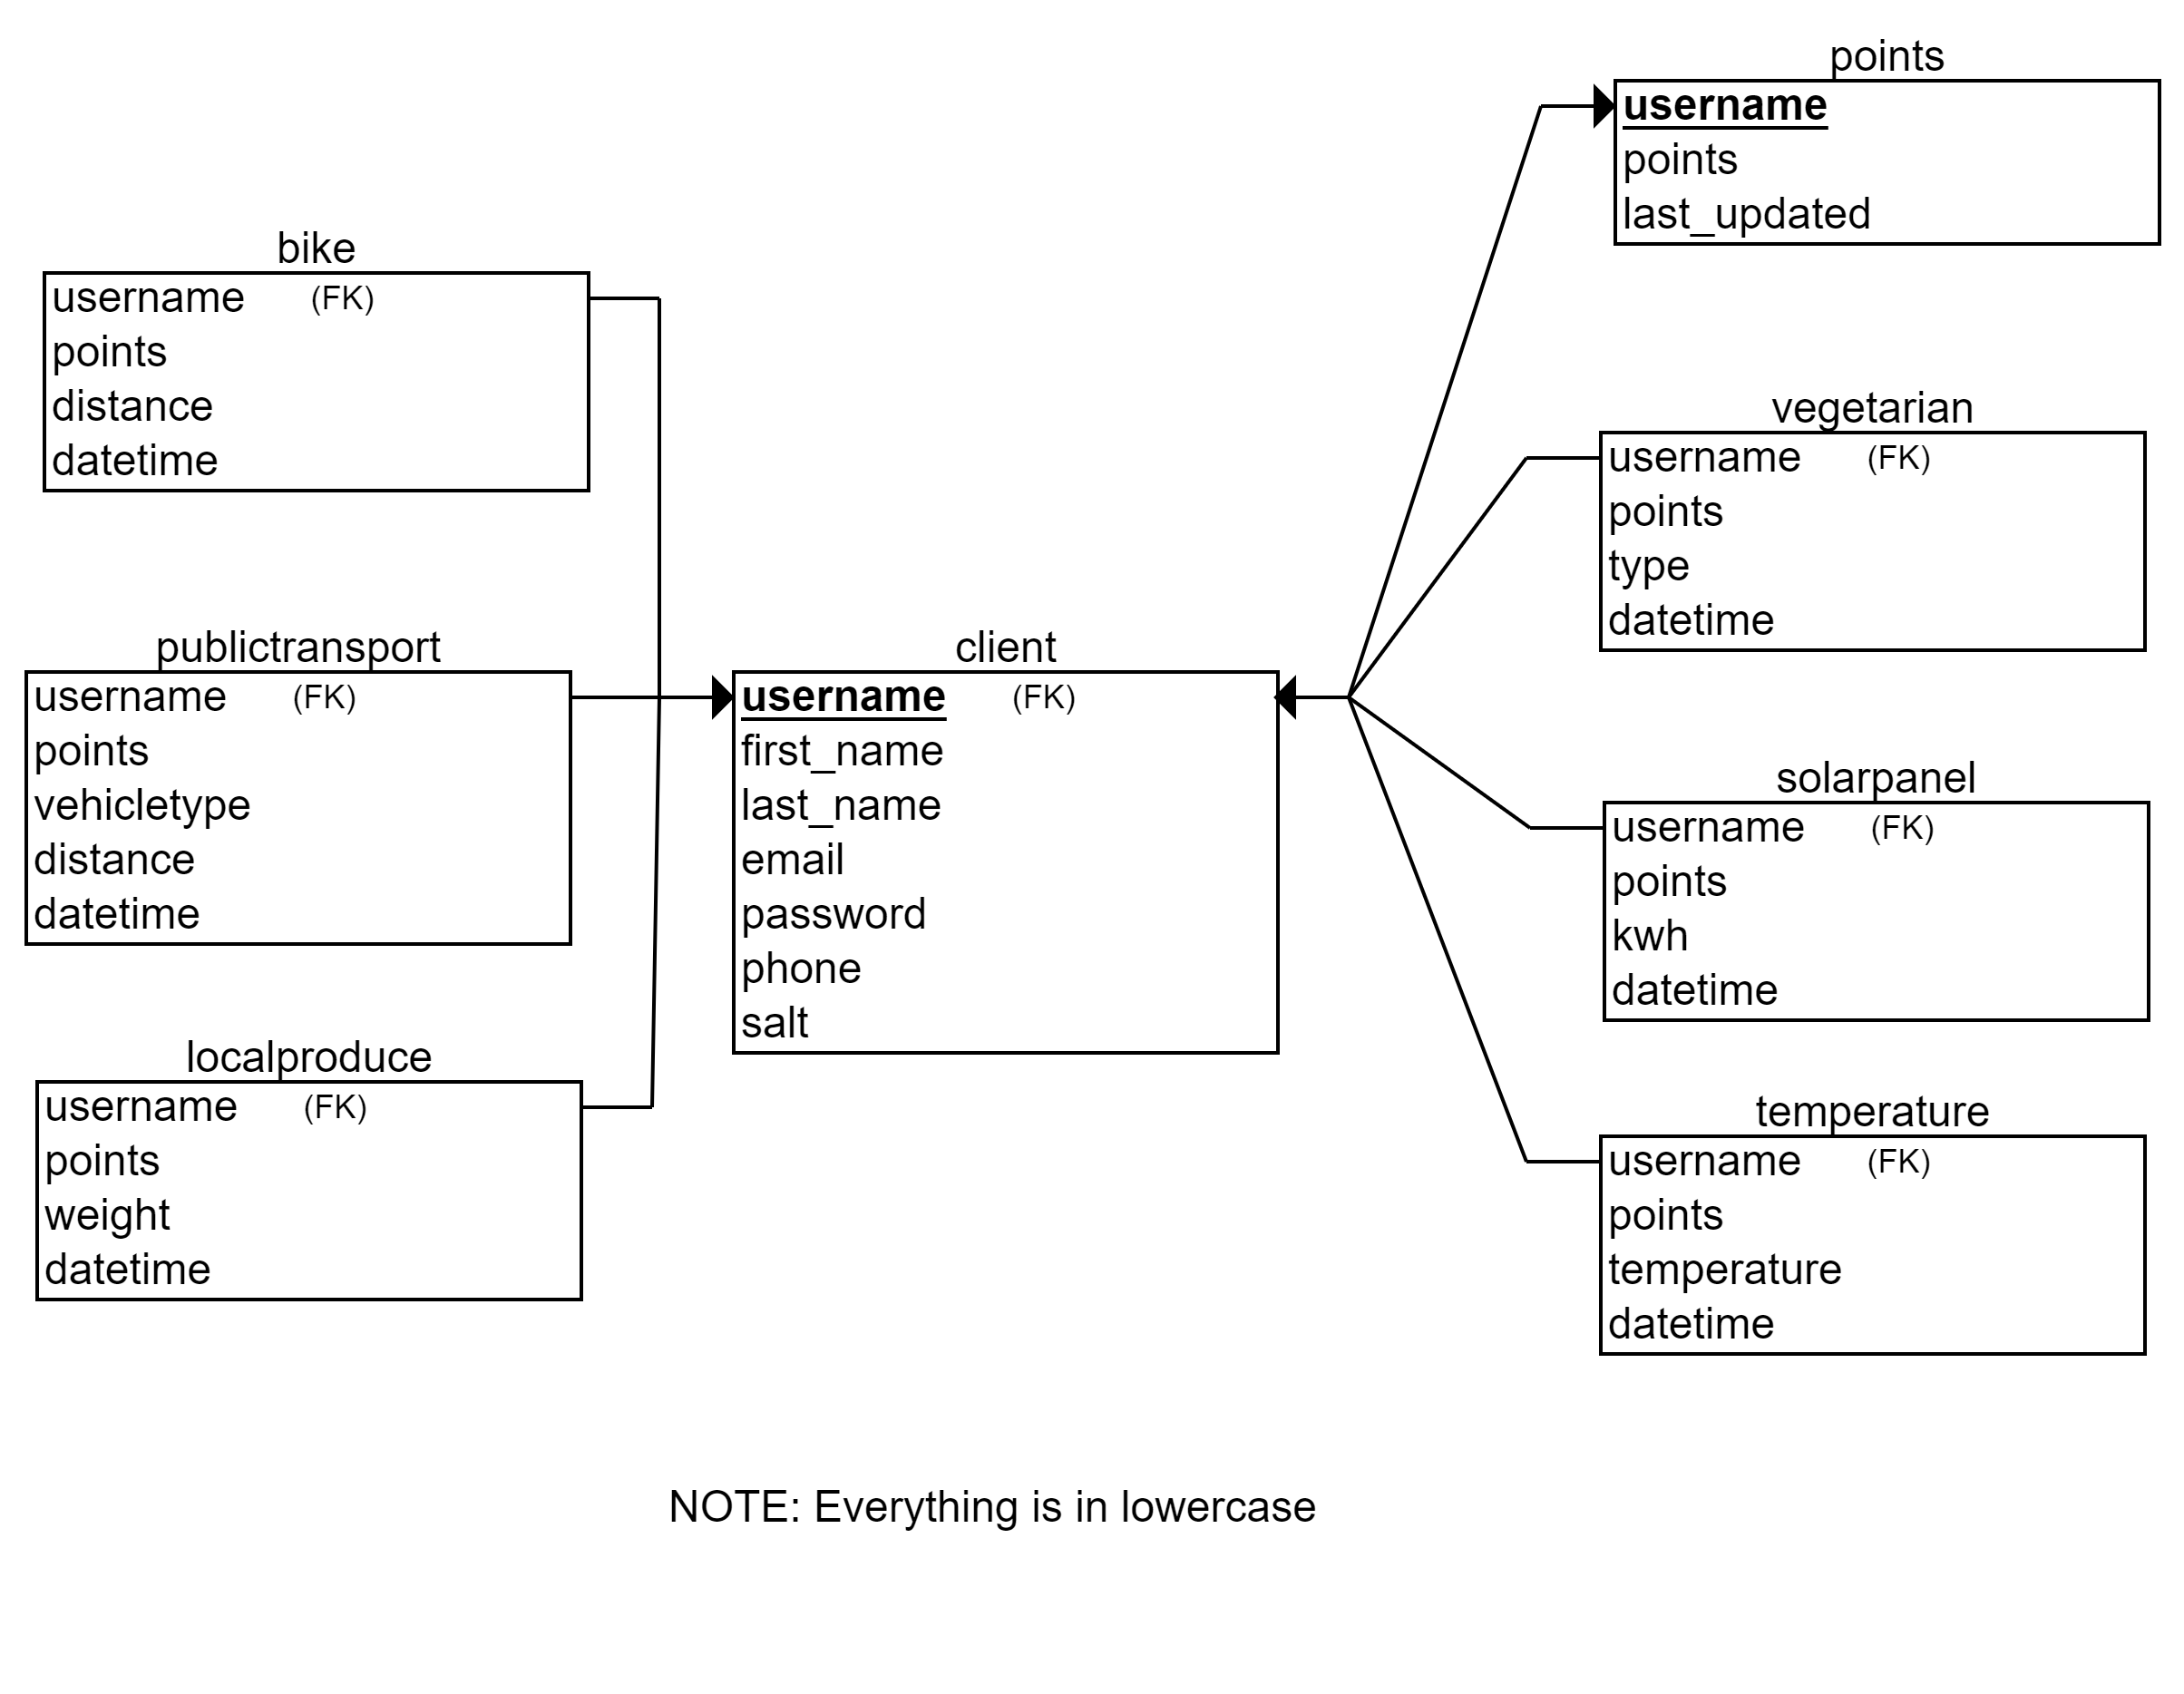 points
username
points
last_updated
bike
username (FK)
points
distance
datetime
vegetarian
username (FK)
points
type
datetime
publictransport
username (FK)
points
vehicletype
distance
datetime
client
username (FK)
first_name
last_name
email
password
phone
salt
solarpanel
username (FK)
points
kwh
datetime
localproduce
username (FK)
points
weight
datetime
temperature
username (FK)
points
temperature
datetime
NOTE: Everything is in lowercase